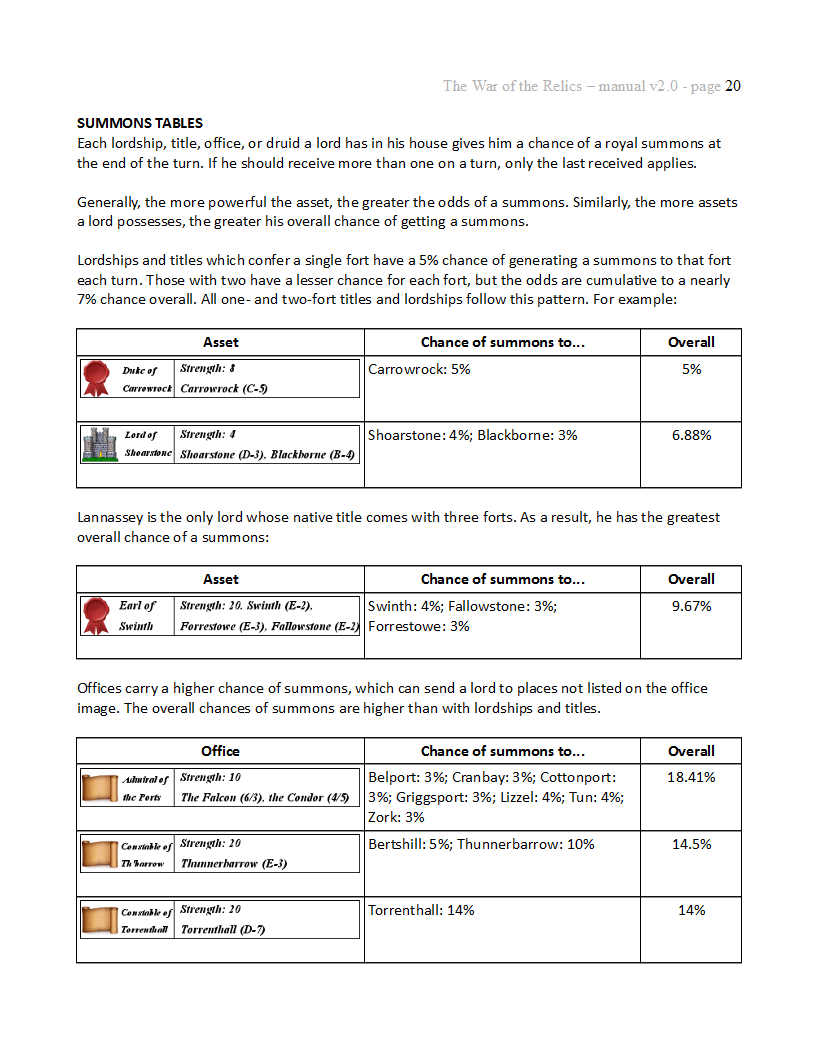 The War of the Relics – manual v2.0 - page 20
SUMMONS TABLES
Each lordship, title, office, or druid a lord has in his house gives him a chance of a royal summons at
the end of the turn. If he should receive more than one on a turn, only the last received applies.
Generally, the more powerful the asset, the greater the odds of a summons. Similarly, the more assets
a lord possesses, the greater his overall chance of getting a summons.
Lordships and titles which confer a single fort have a 5% chance of generating a summons to that fort
each turn. Those with two have a lesser chance for each fort, but the odds are cumulative to a nearly
7% chance overall. All one- and two-fort titles and lordships follow this pattern. For example:
Asset Chance of summons to... Overall
Duke of Strength: 8 Carrowrock: 5% 5%
Carrowrock Carrowrock (C-5)
Lord of Strength: 4 Shoarstone: 4%; Blackborne: 3% 6.88%
Shoarstone Shoarstone (D-3), Blackborne (B-4)
Lannassey is the only lord whose native title comes with three forts. As a result, he has the greatest
overall chance of a summons:
Asset Chance of summons to... Overall
Earl of Strength: 20, Swinth (E-2), Swinth: 4%; Fallowstone: 3%; 9.67%
Swinth Forrestowe (E-3), Fallowstone (E-2) Forrestowe: 3%
Offices carry a higher chance of summons, which can send a lord to places not listed on the office
image. The overall chances of summons are higher than with lordships and titles.
Office Chance of summons to... Overall
Admiral of Strength: 10 Belport: 3%; Cranbay: 3%; Cottonport: 18.41%
the Ports The Falcon (6/3), the Condor (4/5) 3%; Griggsport: 3%; Lizzel: 4%; Tun: 4%;
Zork: 3%
Constable of Strength: 20 Bertshill: 5%; Thunnerbarrow: 10% 14.5%
Th'barrow Thunnerbarrow (E-3)
Constable of Strength: 20 Torrenthall: 14% 14%
Torrenthall Torrenthall (D-7)